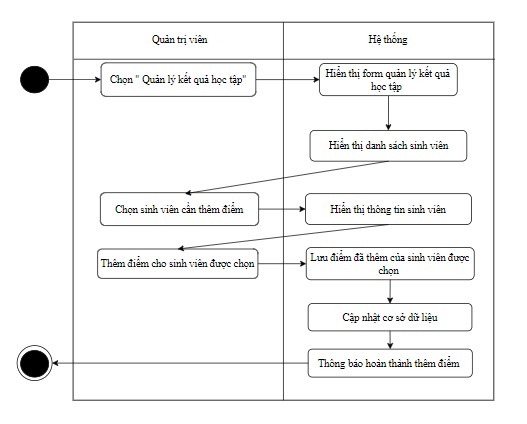 Quản trị viên
Hệ thống
Chọn " Quản lý kết quả học tập"
Hiển thị form quản lý kết quả
học tập
Hiển thị danh sách sinh viên
Chọn sinh viên cần thêm điểm
Hiển thị thông tin sinh viên
Thêm điểm cho sinh viên được chọn
Lưu điểm đã thêm của sinh viên được
chọn
Cập nhật cơ sở dữ liệu
Thông báo hoàn thành thêm điểm